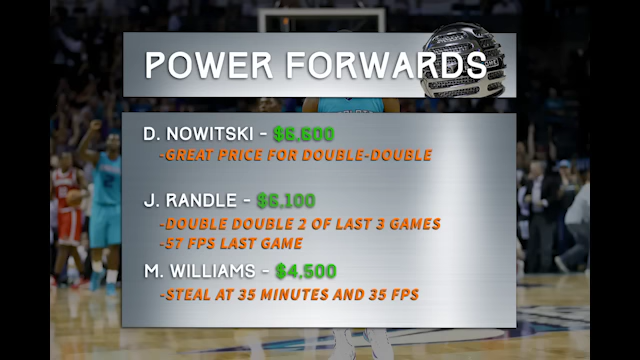 POWER FORWARDS
D. NOWITSKI - $6,600
-GREAT PRICE FOR DOUBLE-DOUBLE
J. RANDLE - $6,100
-DOUBLE DOUBLE 2 OF LAST 3 GAMES
-57 FPS LAST GAME
M. WILLIAMS - $4,500
-STEAL AT 35 MINUTES AND 35 FPS